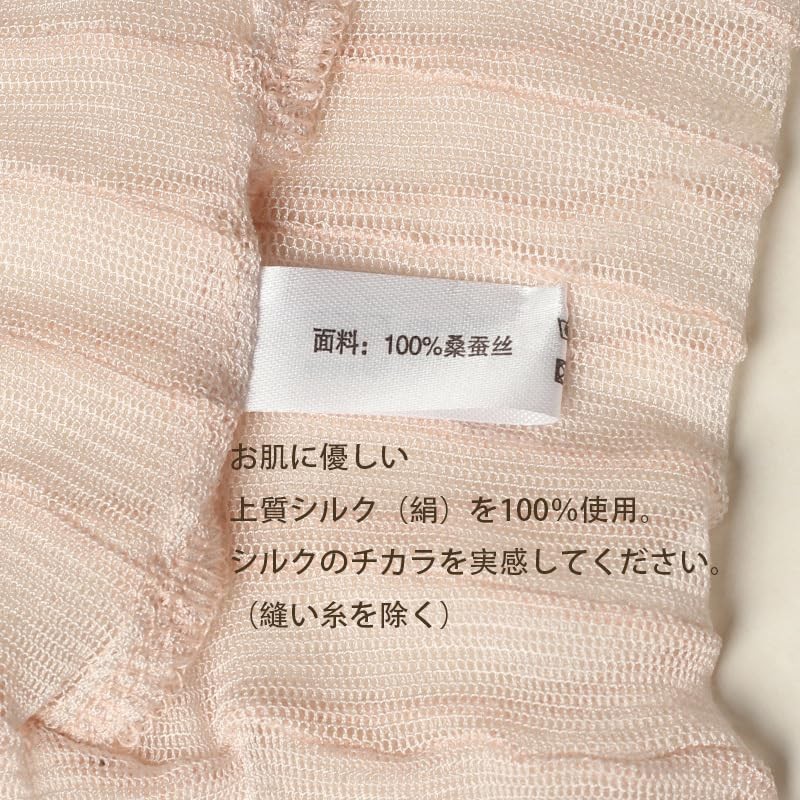 面料：100%桑蚕丝
お肌に優しい
上質シルク（絹）を100%使用。
シルクのチカラを実感してください。
（縫い糸を除く）